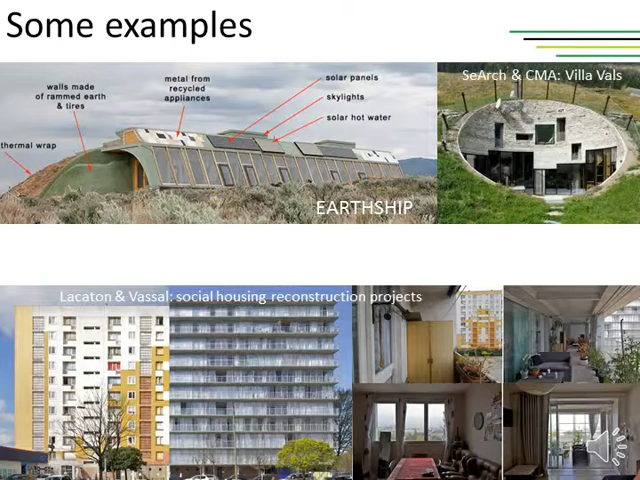 Some examples
SeArch & CMA: Villa Vals
walls made
of rammed earth
& tires
metal from
recycled
appliances
solar panels
skylights
solar hot water
thermal wrap
EARTHSHIP
Lacaton & Vassal: social housing reconstruction projects